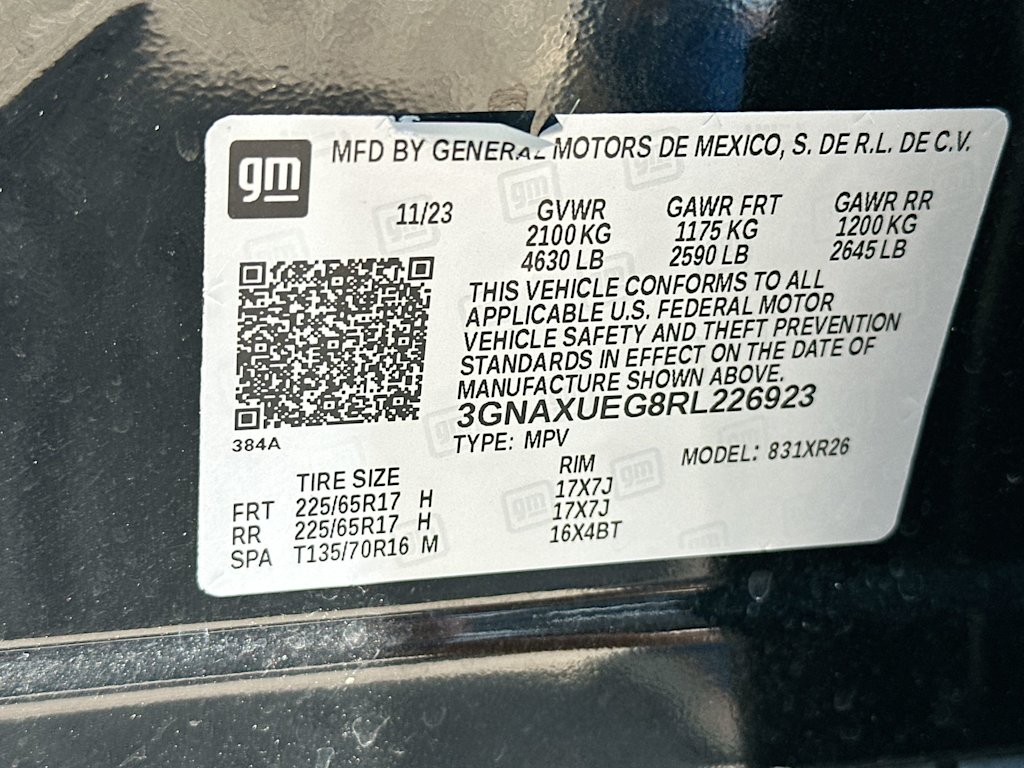 gm
MFD BY GENERAL MOTORS DE MEXICO, S. DE R.L. DE C.V.
11/23
GVWR GAWR FRT GAWR RR
2100 KG 1175 KG 1200 KG
4630 LB 2590 LB 2645 LB
THIS VEHICLE CONFORMS TO ALL
APPLICABLE U.S. FEDERAL MOTOR
VEHICLE SAFETY AND THEFT PREVENTION
STANDARDS IN EFFECT ON THE DATE OF
MANUFACTURE SHOWN ABOVE.
3GNAXUEG8RL226923
384A
TYPE: MPV MODEL: 831XR26
TIRE SIZE RIM
FRT 225/65R17 H 17X7J
RR 225/65R17 H 17X7J
SPA T135/70R16 M 16X4BT